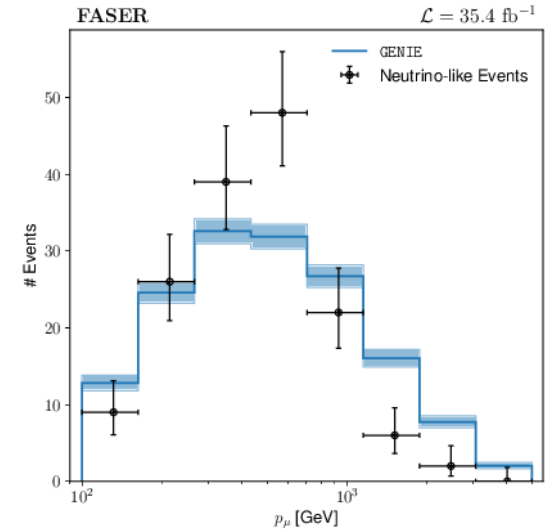 FASER
ℒ = 35.4 fb⁻¹
GENIE
Neutrino-like Events
50
40
30
20
10
0
# Events
10² 10³
pμ [GeV]